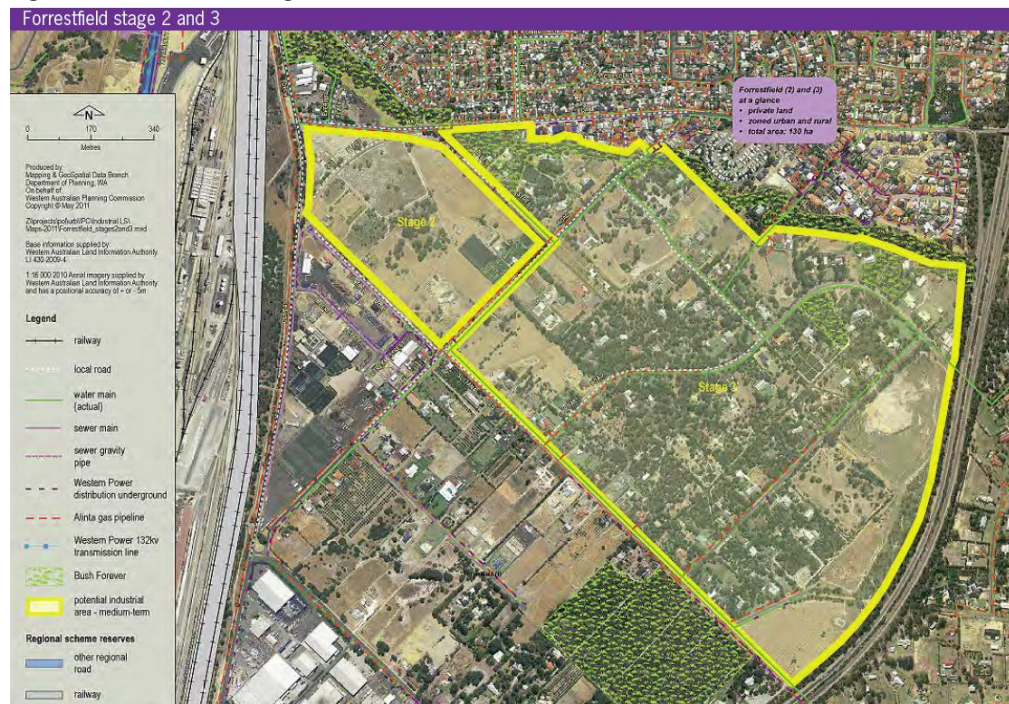 Forrestfield stage 2 and 3
Forrestfield (2) and (3)
at a glance
• private land
• zoned urban and rural
• total area: 130 ha
N
0 170 340
Metres
Produced by:
Mapping & GeoSpatial Data Branch
Department of Planning, WA
On behalf of:
Western Australian Planning Commission
Copyright © May 2011
Base information supplied by:
Western Australian Land Information Authority
LI 430-2009-4
1:16 000 2010 Aerial imagery supplied by
Western Australian Land Information Authority
and has a positional accuracy of + or - 5m
Legend
railway
local road
water main
(actual)
sewer main
sewer gravity
pipe
Western Power
distribution underground
Alinta gas pipeline
Western Power 132kv
transmission line
Bush Forever
potential industrial
area - medium-term
Regional scheme reserves
other regional
road
railway
Stage 2
Stage 3